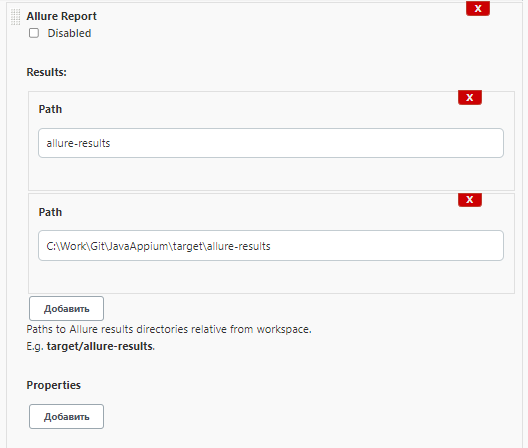 X
Allure Report
Disabled
Results:
X
Path
allure-results
X
Path
C:\Work\Git\JavaAppium\target\allure-results
Добавить
Paths to Allure results directories relative from workspace.
E.g. target/allure-results.
Properties
Добавить